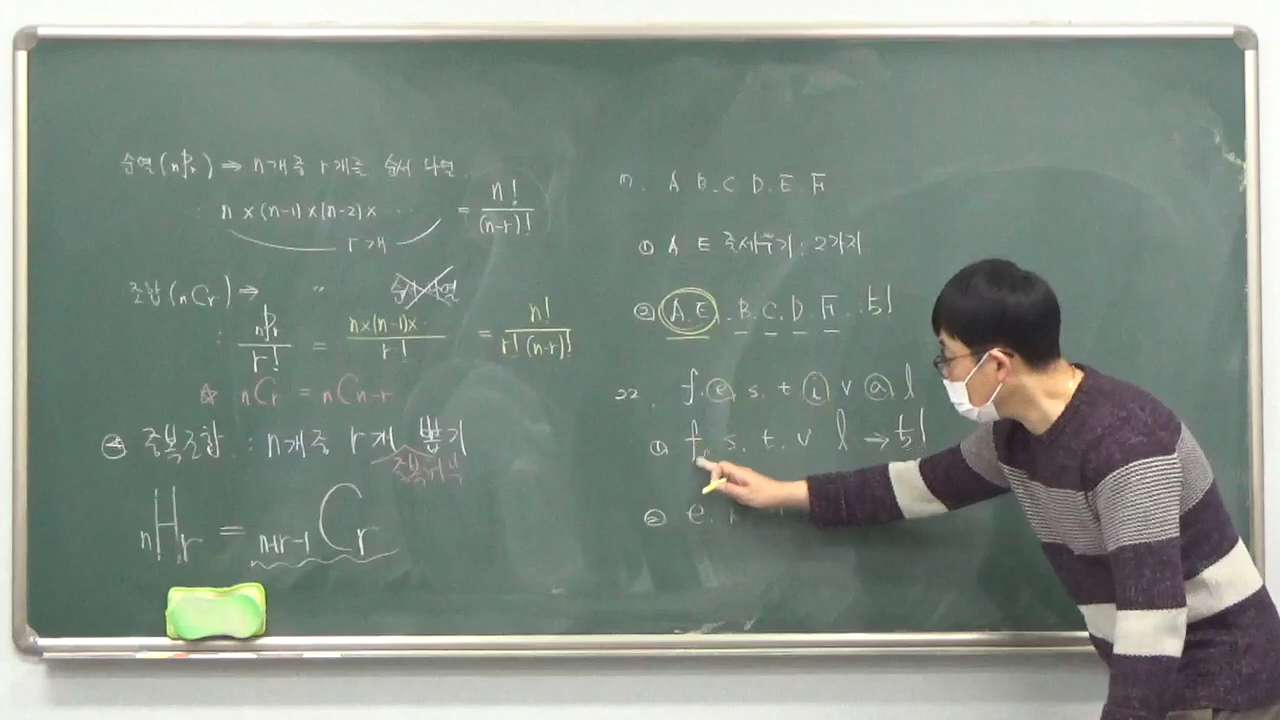 순열(nPr) ⇒ n개중 r개를 순서 나열.
: n×(n-1)×(n-2)×··· = n!/(n-r)!
r개
조합(nCr) ⇒ 〃 순서나열
: nPr/r! = n×(n-1)×··/r! = n!/r!(n-r)!
☆ nCr = nCn-r
④ 중복조합 : n개중 r개 뽑기
중복허락
nHr = n+r-1Cr
A. B. C D. E. F
① A E 줄세우기 : 2가지
② A.E. B. C. D F. : 5!
22. f. e. s. t i v a l
① f. s. t. v l → 5!
② e.